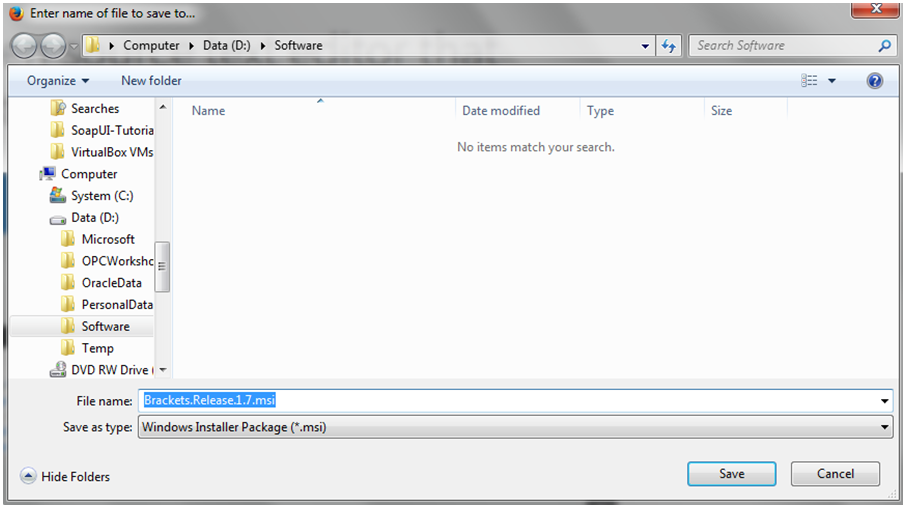 Enter name of file to save to...
Computer Data (D:) Software
Search Software
Organize New folder
Name Date modified Type Size
No items match your search.
Searches
SoapUI-Tutoria
VirtualBox VMs
Computer
System (C:)
Data (D:)
Microsoft
OPCWorksho
OracleData
PersonalData
Software
Temp
DVD RW Drive (
File name: Brackets.Release.1.7.msi
Save as type: Windows Installer Package (*.msi)
Hide Folders Save Cancel